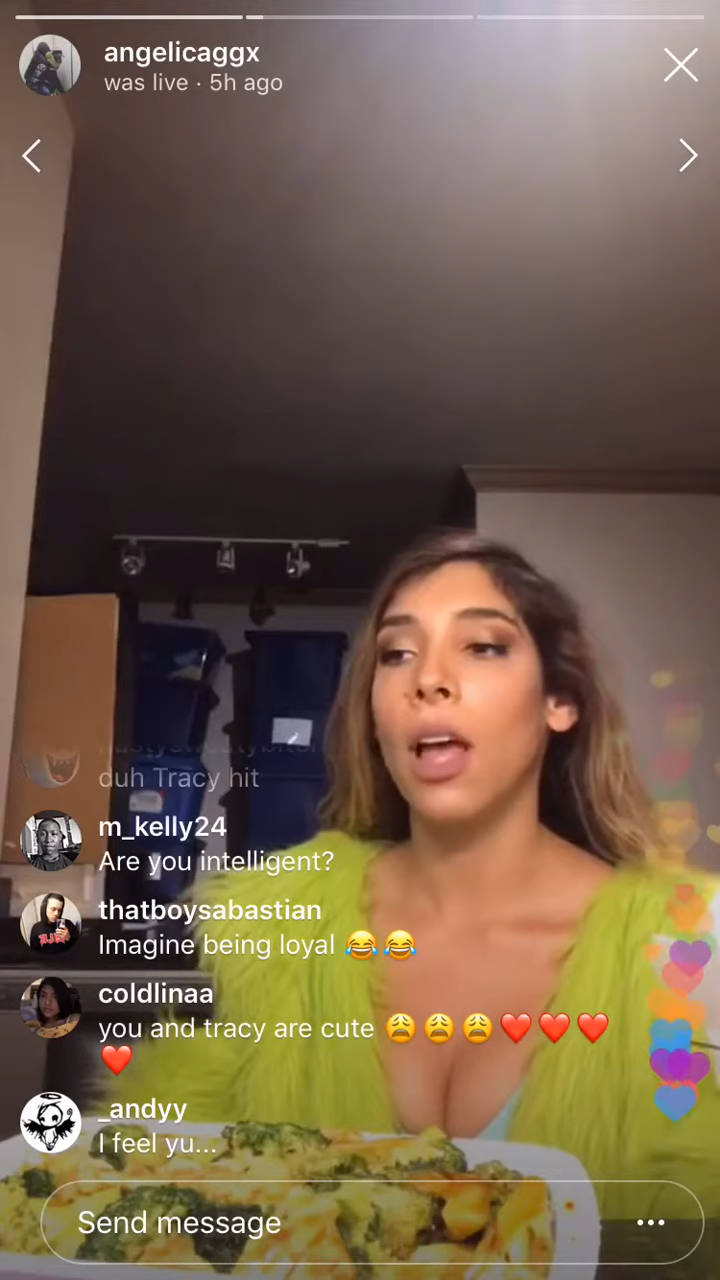 angelicaggx
was live · 5h ago
duh Tracy hit
m_kelly24
Are you intelligent?
thatboysabastian
Imagine being loyal 😂😂
coldlinaa
you and tracy are cute 😩😩😩❤️❤️❤️
❤️
_andyy
I feel yu...
Send message